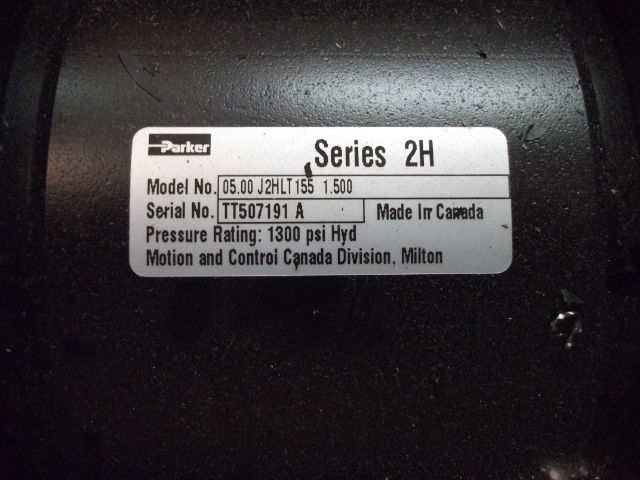 Parker
Series 2H
Model No. 05.00 J2HLT155 1.500
Serial No. TT507191 A Made In Canada
Pressure Rating: 1300 psi Hyd
Motion and Control Canada Division, Milton